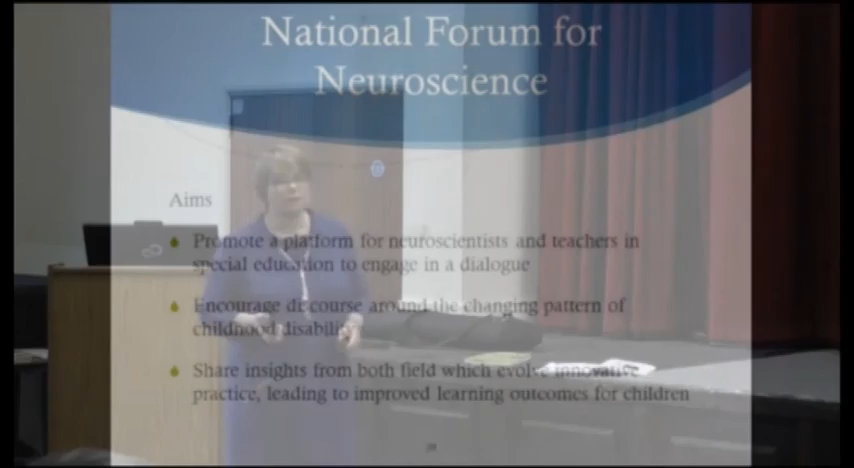 National Forum for
Neuroscience
Aims
Promote a platform for neuroscientists and teachers in
special education to engage in a dialogue
Encourage discourse around the changing pattern of
childhood disability
Share insights from both field which evolve innovative
practice, leading to improved learning outcomes for children